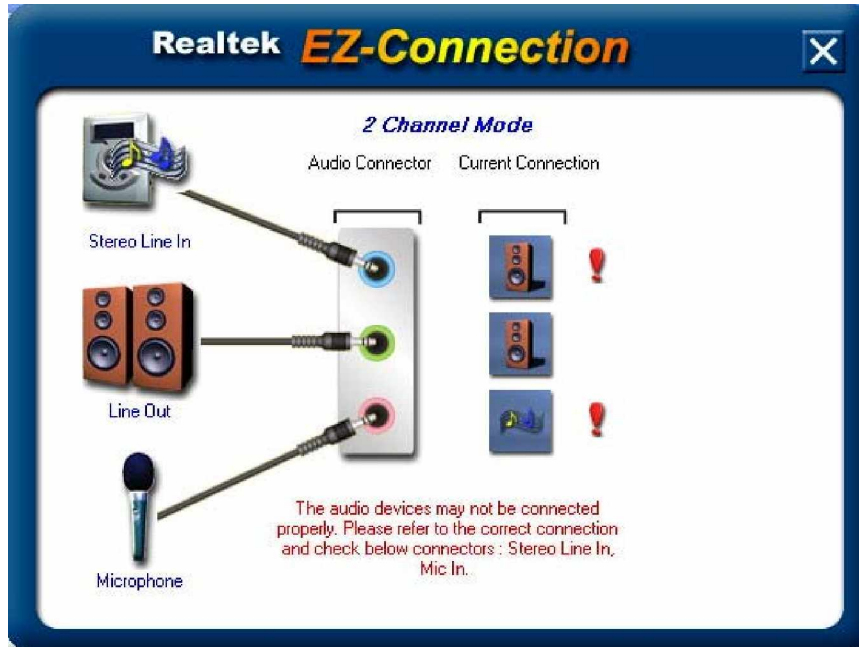 Realtek EZ-Connection
2 Channel Mode
Audio Connector Current Connection
Stereo Line In
Line Out
Microphone
The audio devices may not be connected
properly. Please refer to the correct connection
and check below connectors : Stereo Line In,
Mic In.